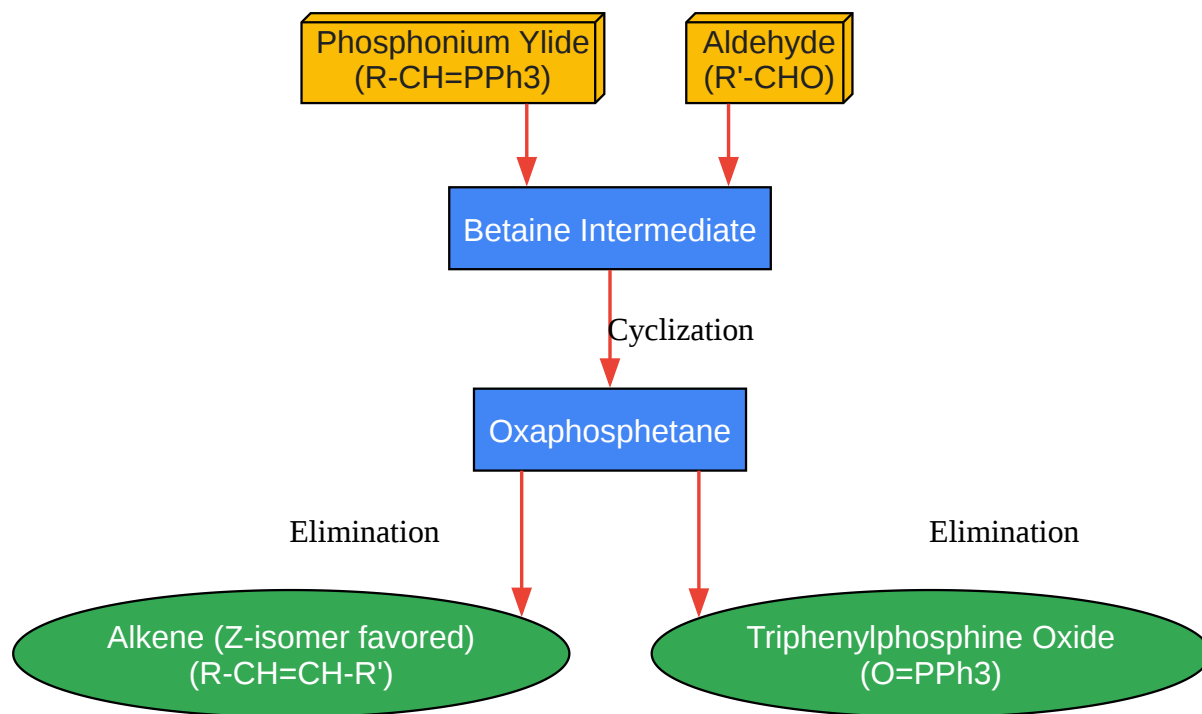 Phosphonium Ylide
(R-CH=PPh3)
Aldehyde
(R'-CHO)
Betaine Intermediate
Cyclization
Oxaphosphetane
Elimination
Elimination
Alkene (Z-isomer favored)
(R-CH=CH-R')
Triphenylphosphine Oxide
(O=PPh3)